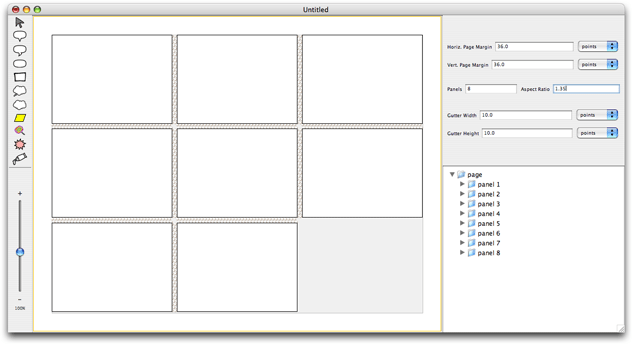 Untitled
Horiz. Page Margin 36.0 points
Vert. Page Margin 36.0 points
Panels 8 Aspect Ratio 1.35
Gutter Width 10.0 points
Gutter Height 10.0 points
+
−
100%
page
panel 1
panel 2
panel 3
panel 4
panel 5
panel 6
panel 7
panel 8